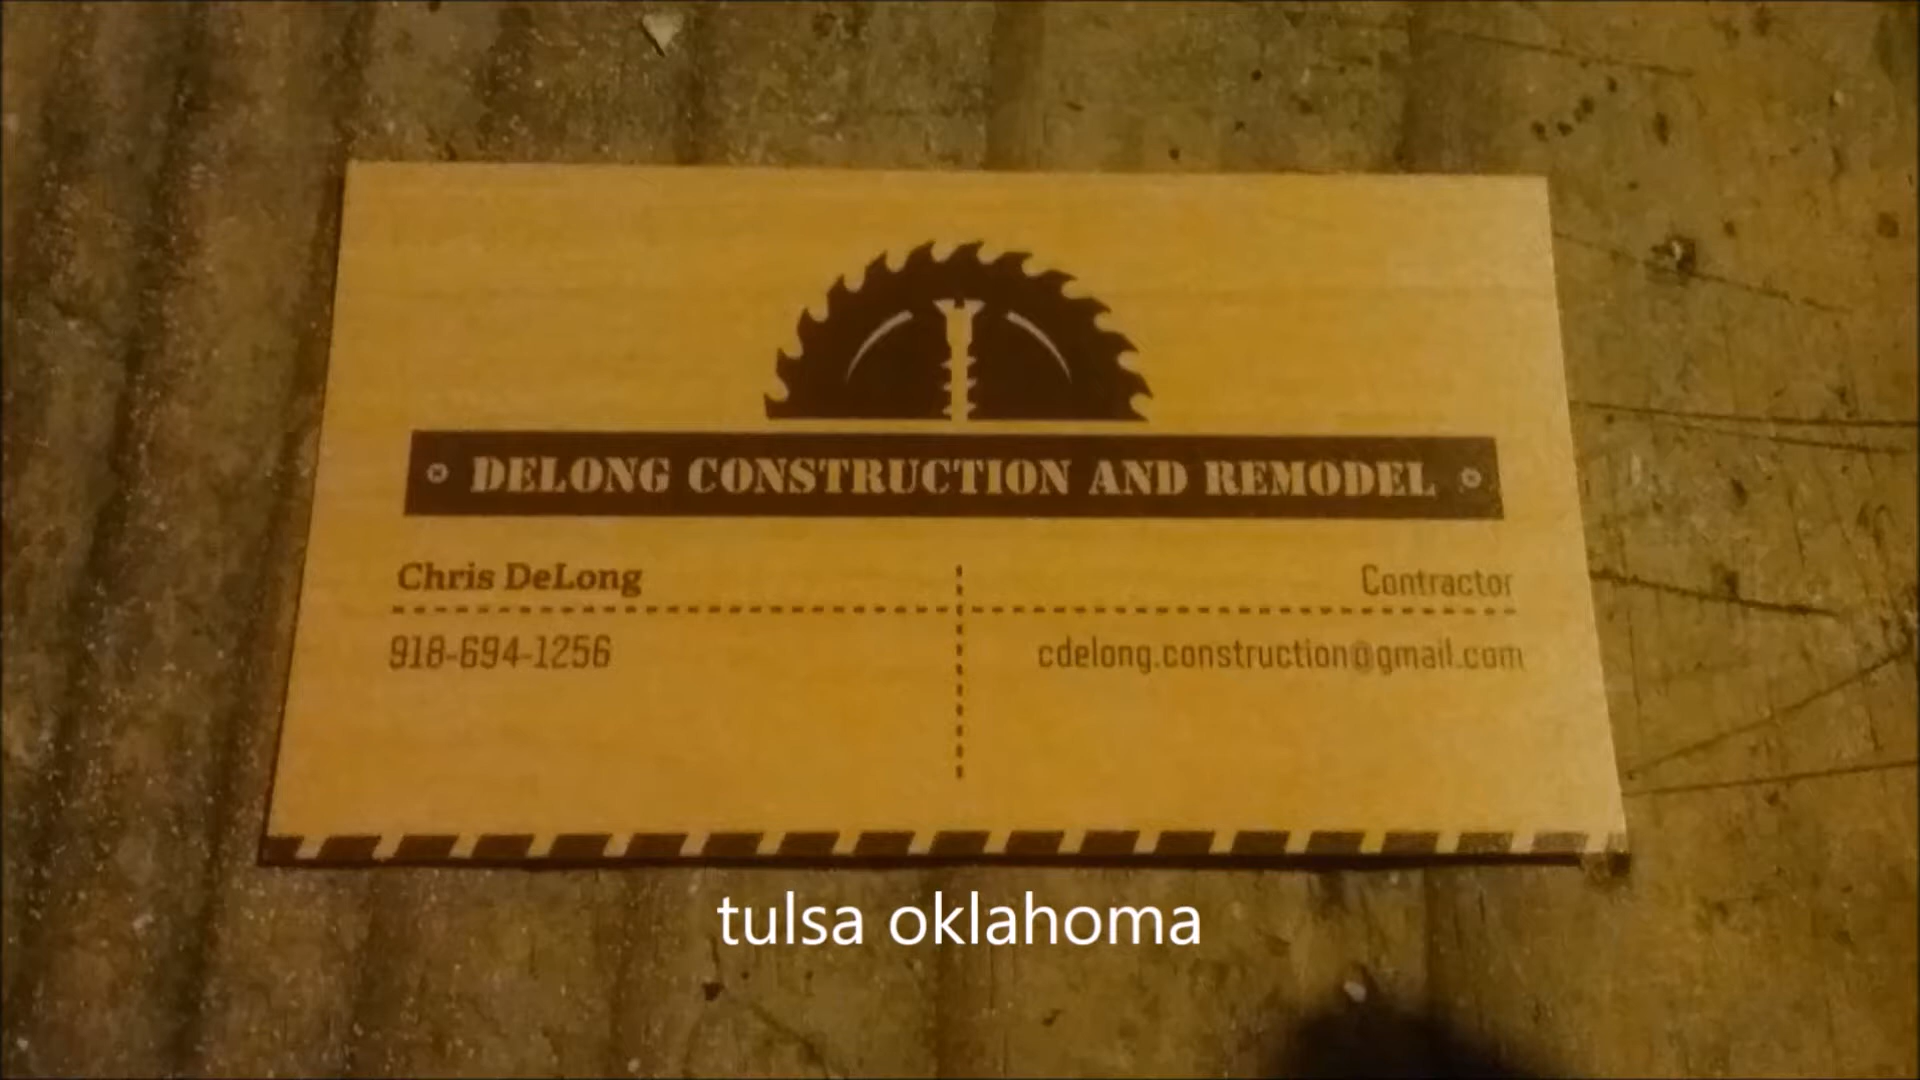 DELONG CONSTRUCTION AND REMODEL
Chris DeLong
Contractor
918-694-1256
cdelong.construction@gmail.com
tulsa oklahoma